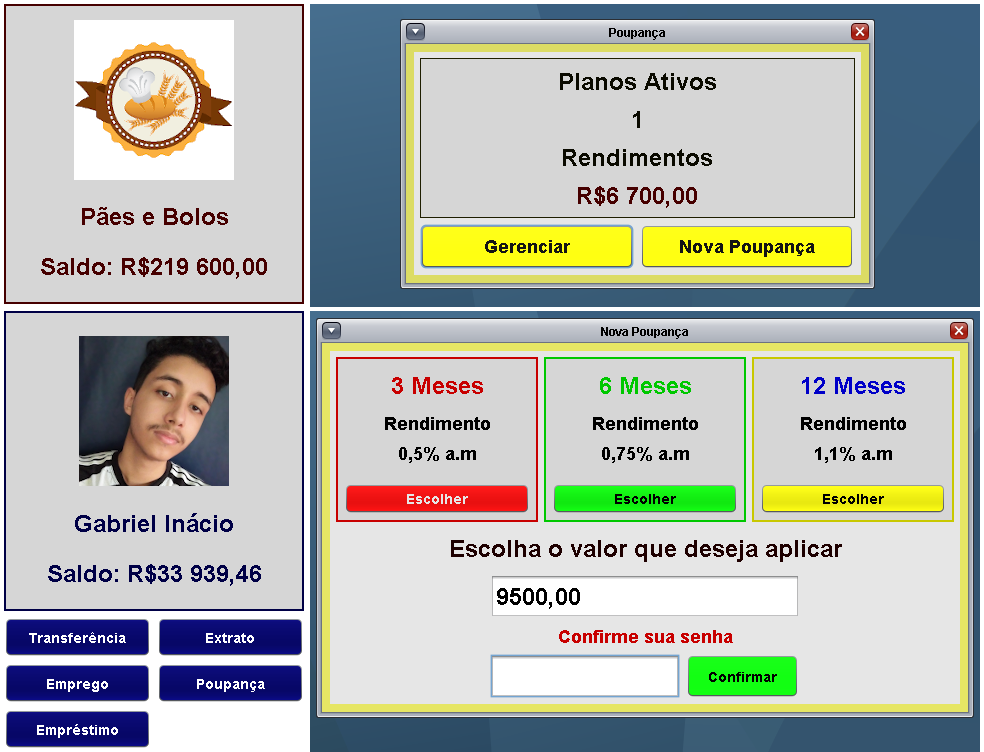 Pães e Bolos
Saldo: R$219 600,00
Poupança
Planos Ativos
1
Rendimentos
R$6 700,00
Gerenciar
Nova Poupança
Gabriel Inácio
Saldo: R$33 939,46
Transferência
Extrato
Emprego
Poupança
Empréstimo
Nova Poupança
3 Meses
Rendimento
0,5% a.m
Escolher
6 Meses
Rendimento
0,75% a.m
Escolher
12 Meses
Rendimento
1,1% a.m
Escolher
Escolha o valor que deseja aplicar
9500,00
Confirme sua senha
Confirmar